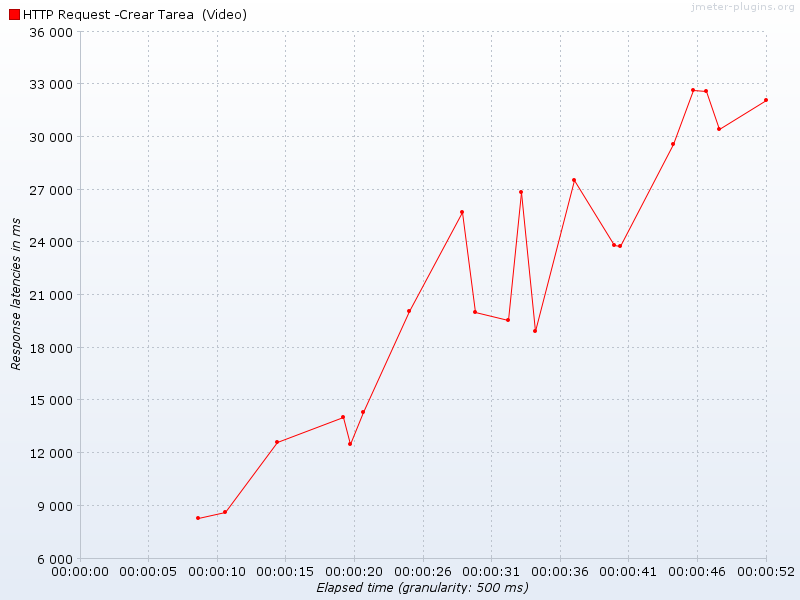 jmeter-plugins.org
HTTP Request -Crear Tarea (Video)
36 000
33 000
30 000
27 000
24 000
21 000
18 000
15 000
12 000
9 000
6 000
Response latencies in ms
00:00:00 00:00:05 00:00:10 00:00:15 00:00:20 00:00:26 00:00:31 00:00:36 00:00:41 00:00:46 00:00:52
Elapsed time (granularity: 500 ms)